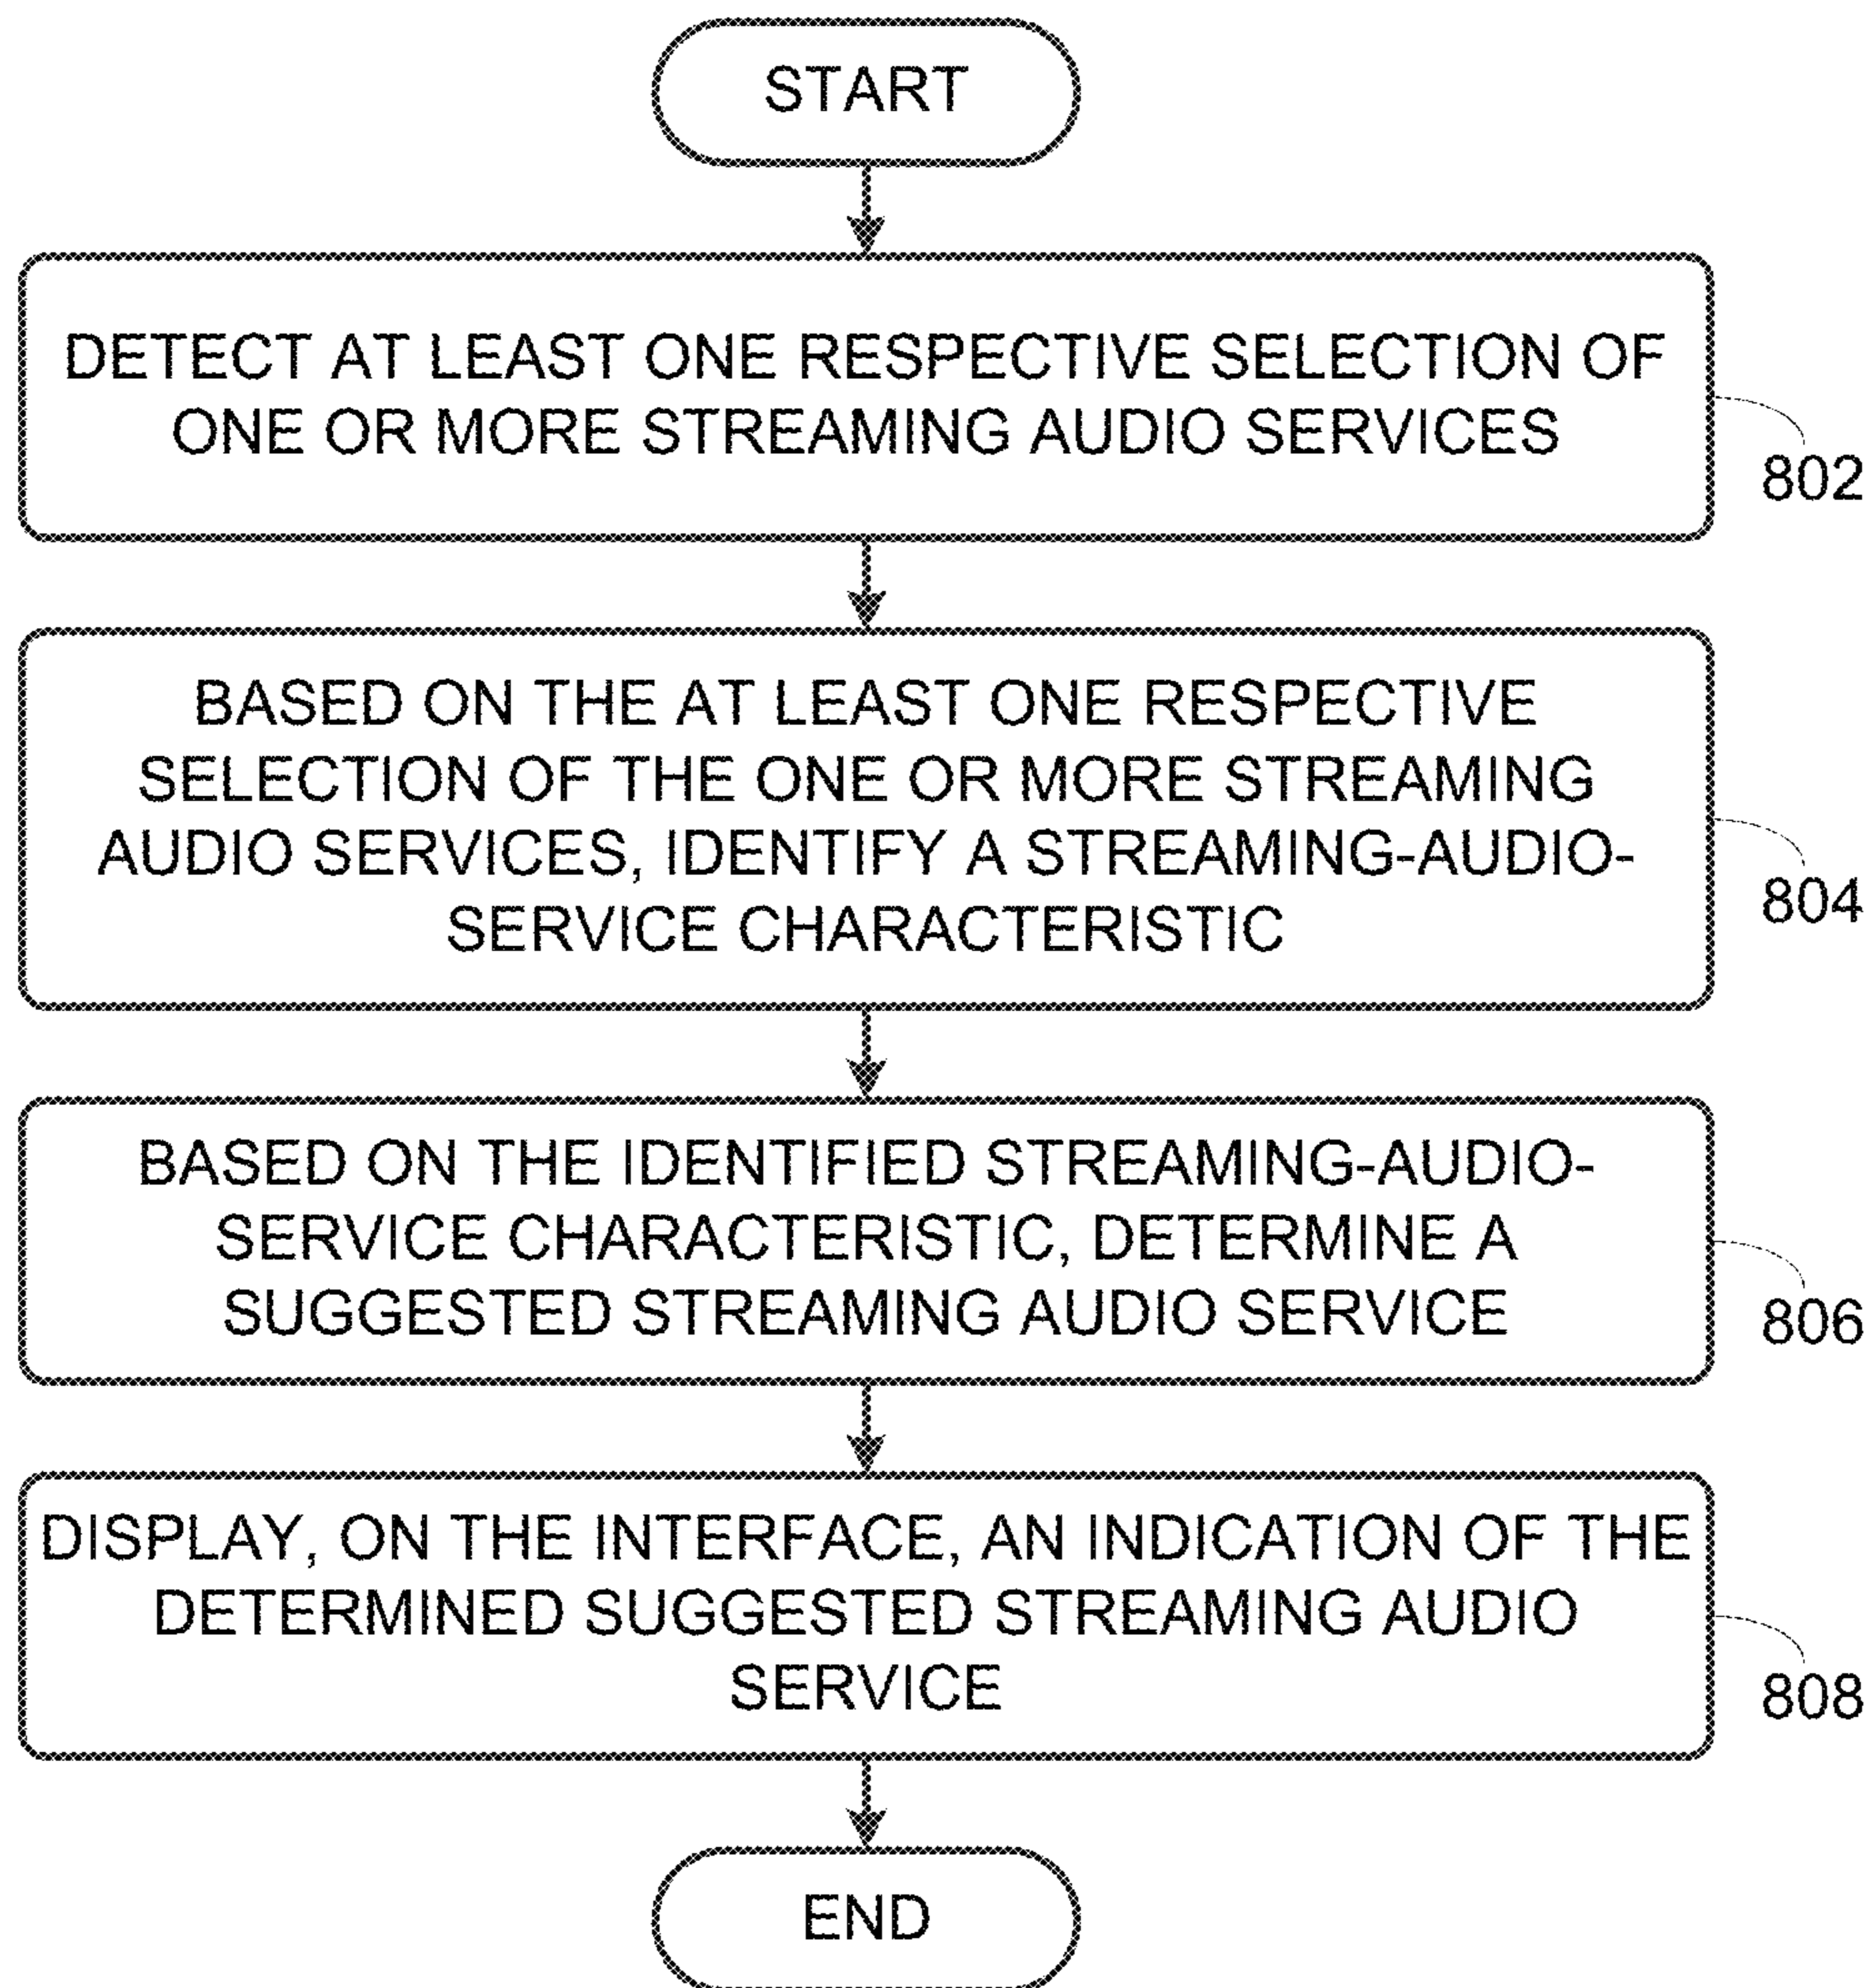 START
DETECT AT LEAST ONE RESPECTIVE SELECTION OF
ONE OR MORE STREAMING AUDIO SERVICES
802
BASED ON THE AT LEAST ONE RESPECTIVE
SELECTION OF THE ONE OR MORE STREAMING
AUDIO SERVICES, IDENTIFY A STREAMING-AUDIO-
SERVICE CHARACTERISTIC
804
BASED ON THE IDENTIFIED STREAMING-AUDIO-
SERVICE CHARACTERISTIC, DETERMINE A
SUGGESTED STREAMING AUDIO SERVICE
806
DISPLAY, ON THE INTERFACE, AN INDICATION OF THE
DETERMINED SUGGESTED STREAMING AUDIO
SERVICE
808
END